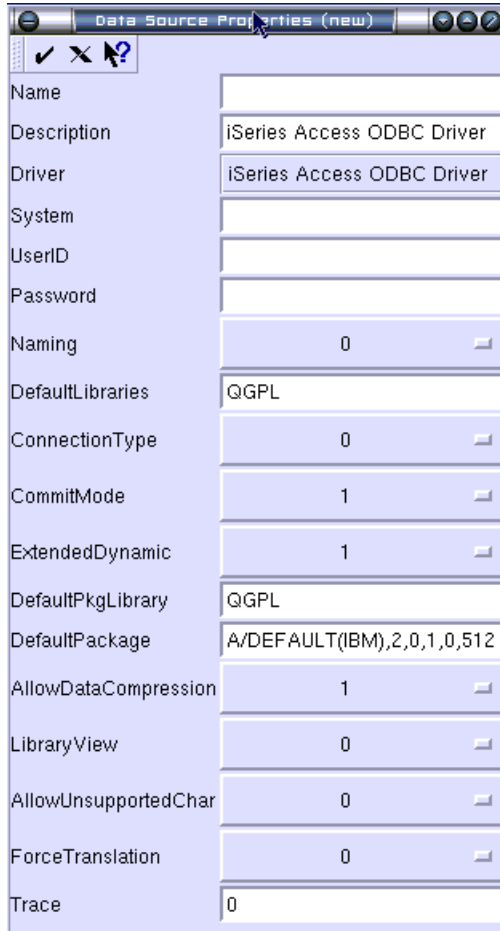 Data Source Properties (new)
Name
Description iSeries Access ODBC Driver
Driver iSeries Access ODBC Driver
System
UserID
Password
Naming 0
DefaultLibraries QGPL
ConnectionType 0
CommitMode 1
ExtendedDynamic 1
DefaultPkgLibrary QGPL
DefaultPackage A/DEFAULT(IBM),2,0,1,0,512
AllowDataCompression 1
LibraryView 0
AllowUnsupportedChar 0
ForceTranslation 0
Trace 0